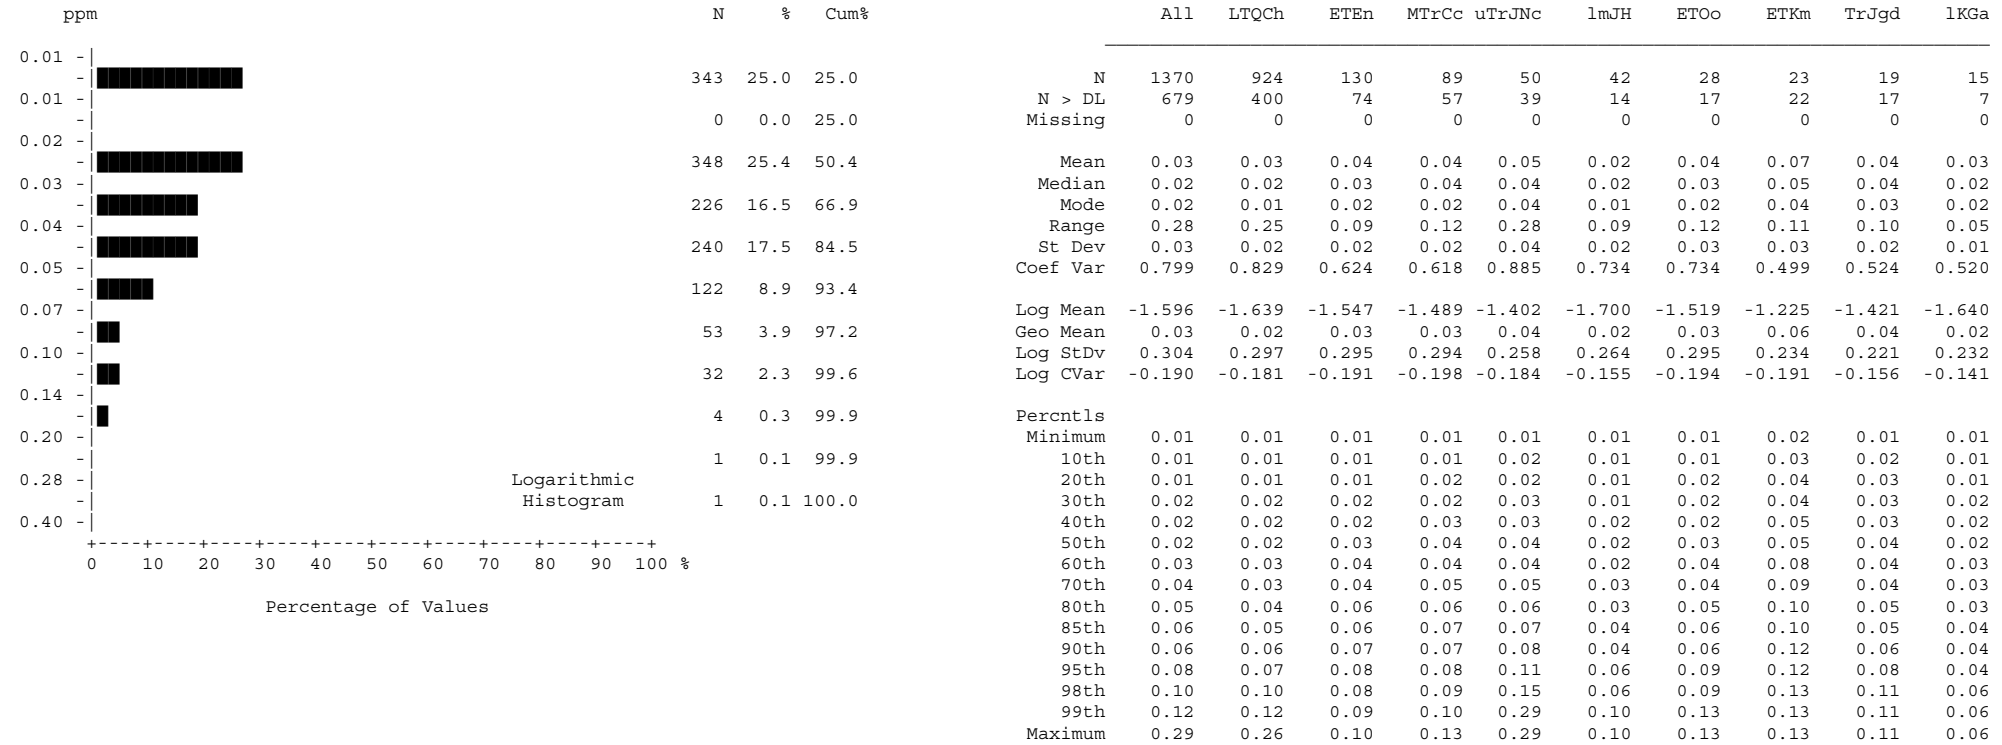 ppm N % Cum% All LTQCh ETEn MTrCc uTrJNc lmJH ETOo ETKm TrJgd lKGa
0.01 -|
-| 343 25.0 25.0 N 1370 924 130 89 50 42 28 23 19 15
0.01 -| N > DL 679 400 74 57 39 14 17 22 17 7
-| 0 0.0 25.0 Missing 0 0 0 0 0 0 0 0 0 0
0.02 -|
-| 348 25.4 50.4 Mean 0.03 0.03 0.04 0.04 0.05 0.02 0.04 0.07 0.04 0.03
0.03 -| Median 0.02 0.02 0.03 0.04 0.04 0.02 0.03 0.05 0.04 0.02
-| 226 16.5 66.9 Mode 0.02 0.01 0.02 0.02 0.04 0.01 0.02 0.04 0.03 0.02
0.04 -| Range 0.28 0.25 0.09 0.12 0.28 0.09 0.12 0.11 0.10 0.05
-| 240 17.5 84.5 St Dev 0.03 0.02 0.02 0.02 0.04 0.02 0.03 0.03 0.02 0.01
0.05 -| Coef Var 0.799 0.829 0.624 0.618 0.885 0.734 0.734 0.499 0.524 0.520
-| 122 8.9 93.4
0.07 -| Log Mean -1.596 -1.639 -1.547 -1.489 -1.402 -1.700 -1.519 -1.225 -1.421 -1.640
-| 53 3.9 97.2 Geo Mean 0.03 0.02 0.03 0.03 0.04 0.02 0.03 0.06 0.04 0.02
0.10 -| Log StDv 0.304 0.297 0.295 0.294 0.258 0.264 0.295 0.234 0.221 0.232
-| 32 2.3 99.6 Log CVar -0.190 -0.181 -0.191 -0.198 -0.184 -0.155 -0.194 -0.191 -0.156 -0.141
0.14 -|
-| 4 0.3 99.9 Percntls
0.20 -| Minimum 0.01 0.01 0.01 0.01 0.01 0.01 0.01 0.02 0.01 0.01
-| 1 0.1 99.9 10th 0.01 0.01 0.01 0.01 0.02 0.01 0.01 0.03 0.02 0.01
0.28 -| Logarithmic 20th 0.01 0.01 0.01 0.02 0.02 0.01 0.02 0.04 0.03 0.01
-| Histogram 1 0.1 100.0 30th 0.02 0.02 0.02 0.02 0.03 0.01 0.02 0.04 0.03 0.02
0.40 -| 40th 0.02 0.02 0.02 0.03 0.03 0.02 0.02 0.05 0.03 0.02
+----+----+----+----+----+----+----+----+----+----+ 50th 0.02 0.02 0.03 0.04 0.04 0.02 0.03 0.05 0.04 0.02
0 10 20 30 40 50 60 70 80 90 100 % 60th 0.03 0.03 0.04 0.04 0.04 0.02 0.04 0.08 0.04 0.03
70th 0.04 0.03 0.04 0.05 0.05 0.03 0.04 0.09 0.04 0.03
Percentage of Values 80th 0.05 0.04 0.06 0.06 0.06 0.03 0.05 0.10 0.05 0.03
85th 0.06 0.05 0.06 0.07 0.07 0.04 0.06 0.10 0.05 0.04
90th 0.06 0.06 0.07 0.07 0.08 0.04 0.06 0.12 0.06 0.04
95th 0.08 0.07 0.08 0.08 0.11 0.06 0.09 0.12 0.08 0.04
98th 0.10 0.10 0.08 0.09 0.15 0.06 0.09 0.13 0.11 0.06
99th 0.12 0.12 0.09 0.10 0.29 0.10 0.13 0.13 0.11 0.06
Maximum 0.29 0.26 0.10 0.13 0.29 0.10 0.13 0.13 0.11 0.06